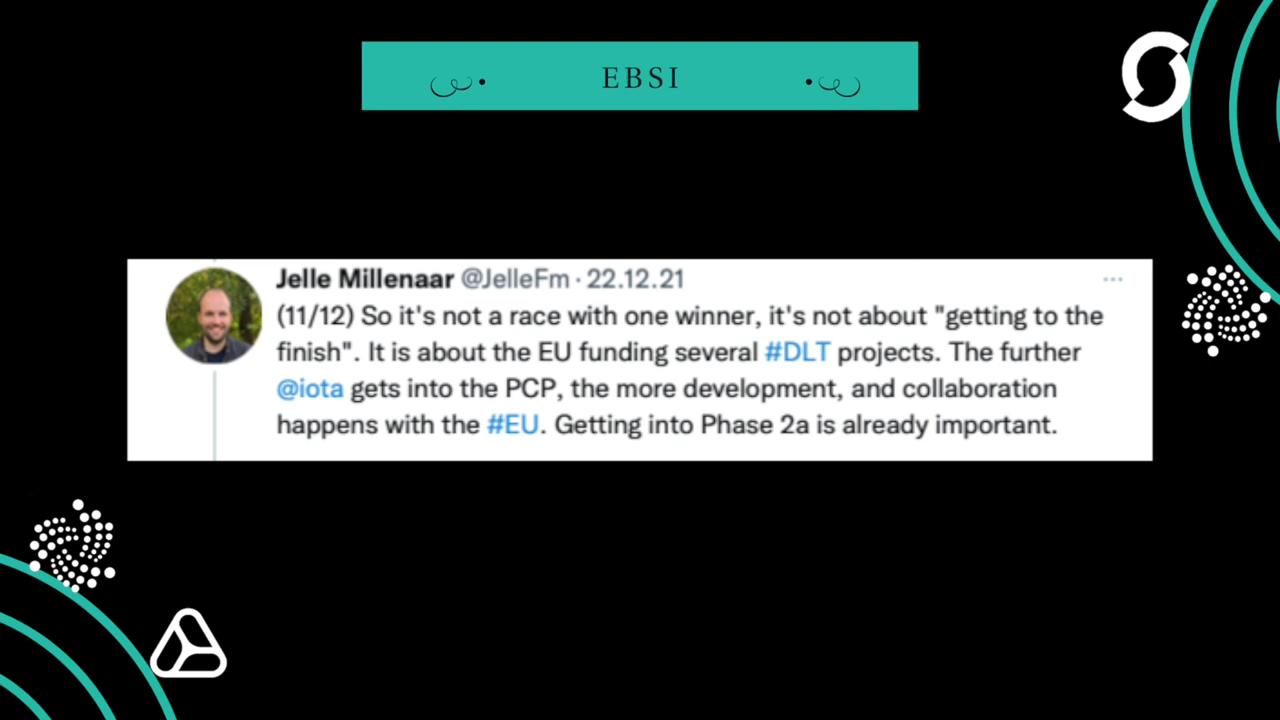 EBSI
Jelle Millenaar @JelleFm · 22.12.21
(11/12) So it's not a race with one winner, it's not about "getting to the
finish". It is about the EU funding several #DLT projects. The further
@iota gets into the PCP, the more development, and collaboration
happens with the #EU. Getting into Phase 2a is already important.